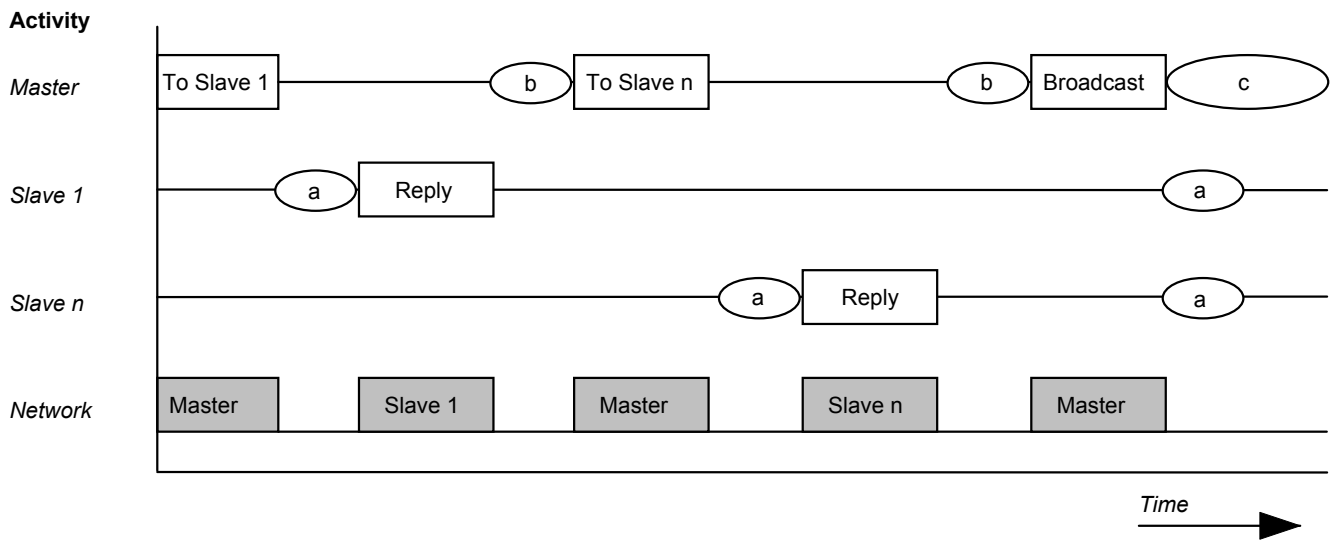 Activity
Master To Slave 1 b To Slave n b Broadcast c
Slave 1 a Reply a
Slave n a Reply a
Network Master Slave 1 Master Slave n Master
Time